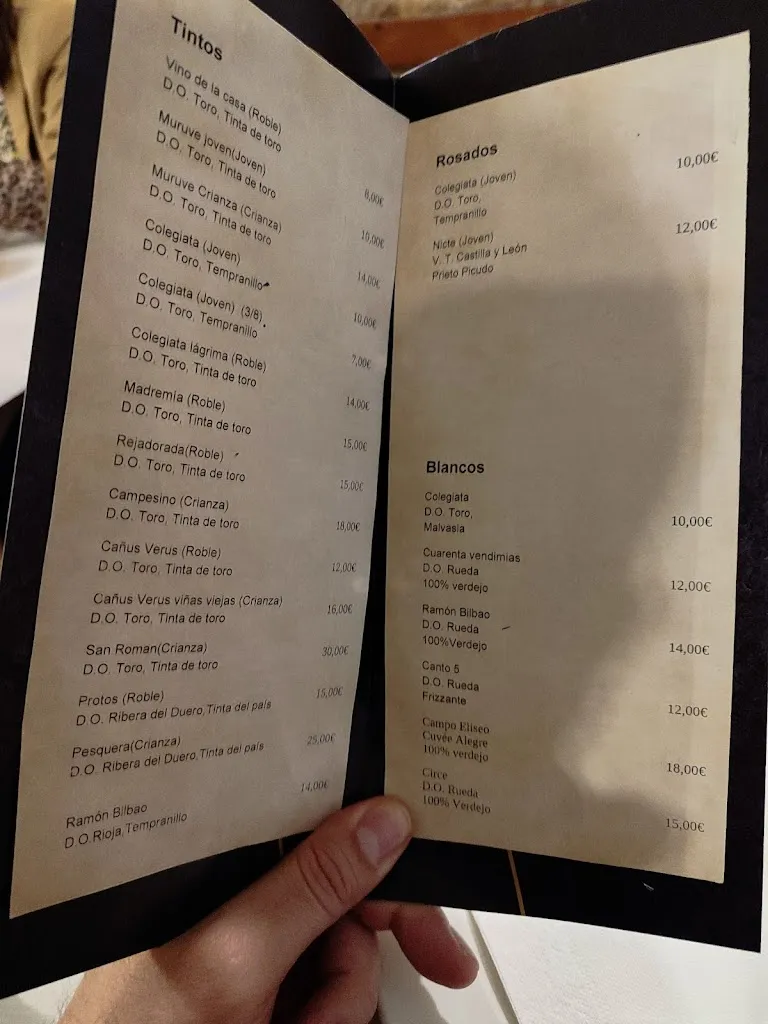 Tintos
Vino de la casa (Roble)
D.O. Toro, Tinta de toro
8,00€
Muruve joven(Joven)
D.O. Toro, Tinta de toro
10,00€
Muruve Crianza (Crianza)
D.O. Toro, Tinta de toro
14,00€
Colegiata (Joven)
D.O. Toro, Tempranillo
10,00€
Colegiata (Joven) (3/8)
D.O. Toro, Tempranillo
7,00€
Colegiata lágrima (Roble)
D.O. Toro, Tinta de toro
14,00€
Madremía (Roble)
D.O. Toro, Tinta de toro
15,00€
Rejadorada(Roble)
D.O. Toro, Tinta de toro
15,00€
Campesino (Crianza)
D.O. Toro, Tinta de toro
18,00€
Cañus Verus (Roble)
D.O. Toro, Tinta de toro
12,00€
Cañus Verus viñas viejas (Crianza)
D.O. Toro, Tinta de toro
16,00€
San Roman(Crianza)
D.O. Toro, Tinta de toro
30,00€
Protos (Roble)
D.O. Ribera del Duero,Tinta del país
15,00€
Pesquera(Crianza)
D.O. Ribera del Duero,Tinta del país
25,00€
Ramón Bilbao
D.O.Rioja,Tempranillo
14,00€
Rosados
Colegiata (Joven)
D.O. Toro,
Tempranillo
10,00€
Nicte (Joven)
V. T. Castilla y León
Prieto Picudo
12,00€
Blancos
Colegiata
D.O. Toro,
Malvasía
10,00€
Cuarenta vendimias
D.O. Rueda
100% verdejo
12,00€
Ramón Bilbao
D.O. Rueda
100%Verdejo
14,00€
Canto 5
D.O. Rueda
Frizzante
12,00€
Campo Eliseo
Cuvée Alegre
100% verdejo
18,00€
Circe
D.O. Rueda
100% Verdejo
15,00€